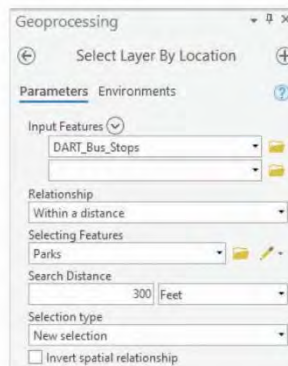 Geoprocessing
Select Layer By Location
Parameters Environments
Input Features
DART_Bus_Stops
Relationship
Within a distance
Selecting Features
Parks
Search Distance
300 Feet
Selection type
New selection
Invert spatial relationship